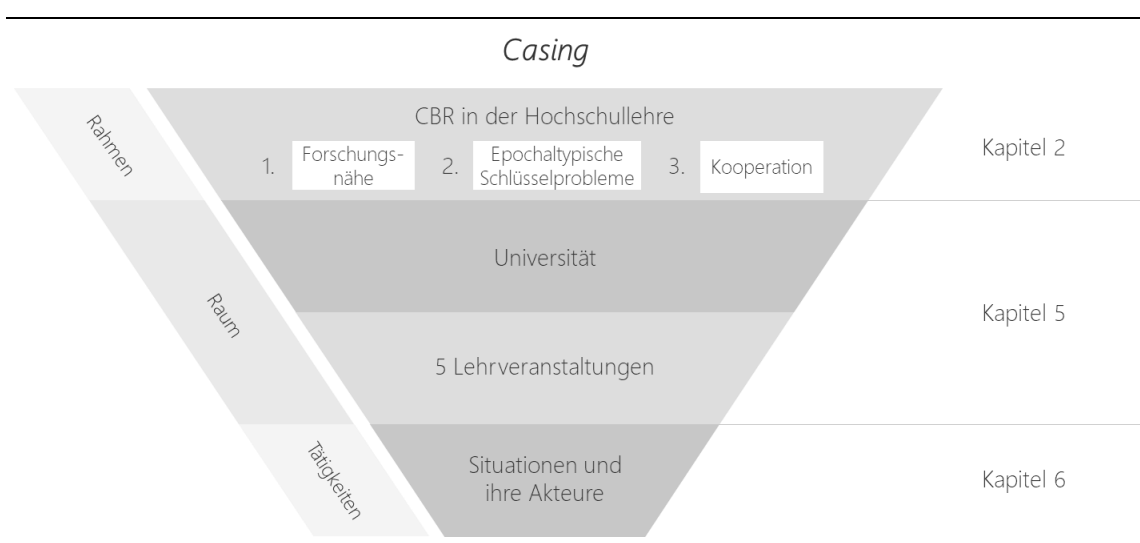 Casing
Rahmen
CBR in der Hochschullehre
1. Forschungs-
nähe
2. Epochaltypische
Schlüsselprobleme
3. Kooperation
Kapitel 2
Raum
Universität
5 Lehrveranstaltungen
Kapitel 5
Tätigkeiten
Situationen und
ihre Akteure
Kapitel 6